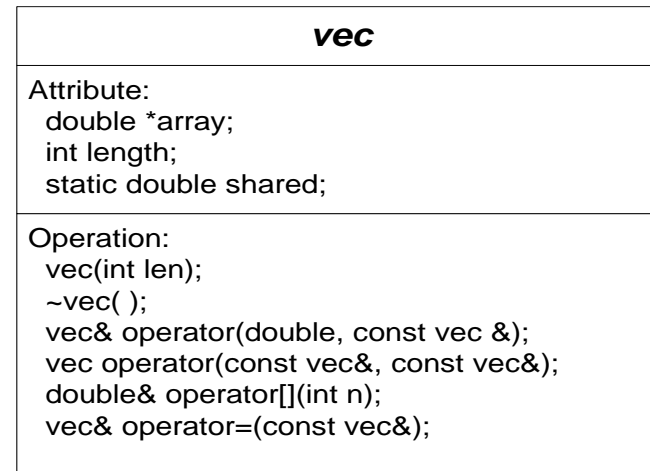 vec
Attribute:
double *array;
int length;
static double shared;
Operation:
vec(int len);
~vec( );
vec& operator(double, const vec &);
vec operator(const vec&, const vec&);
double& operator[](int n);
vec& operator=(const vec&);